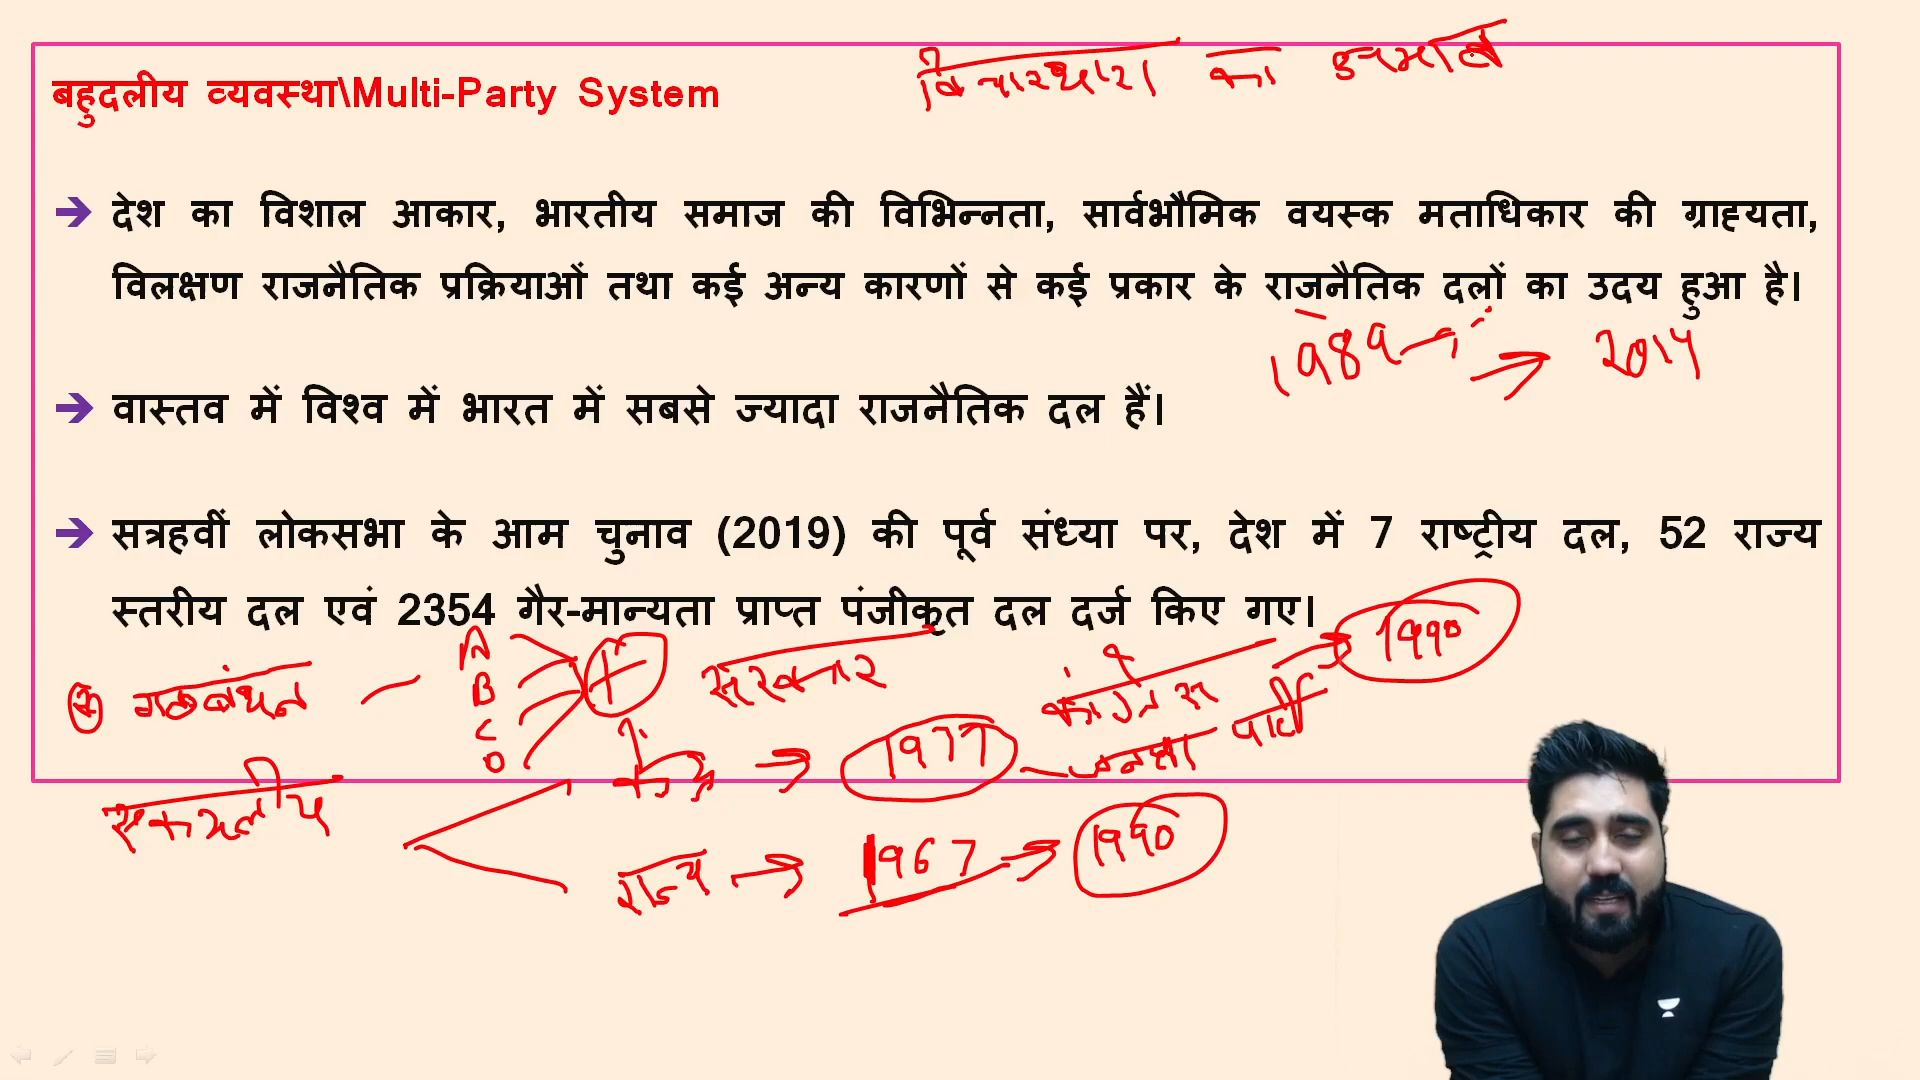 विचारधारा का अभाव
बहुदलीय व्यवस्था\Multi-Party System
देश का विशाल आकार, भारतीय समाज की विभिन्नता, सार्वभौमिक वयस्क मताधिकार की ग्राह्यता,
विलक्षण राजनैतिक प्रक्रियाओं तथा कई अन्य कारणों से कई प्रकार के राजनैतिक दलों का उदय हुआ है।
1989 2014
वास्तव में विश्व में भारत में सबसे ज्यादा राजनैतिक दल हैं।
सत्रहवीं लोकसभा के आम चुनाव (2019) की पूर्व संध्या पर, देश में 7 राष्ट्रीय दल, 52 राज्य
स्तरीय दल एवं 2354 गैर-मान्यता प्राप्त पंजीकृत दल दर्ज किए गए।
गठबंधन A + सरकार कांग्रेस 1990
B
C
D
केंद्र 1977 जनता पार्टी
एकदलीय
राज्य 1967 1990